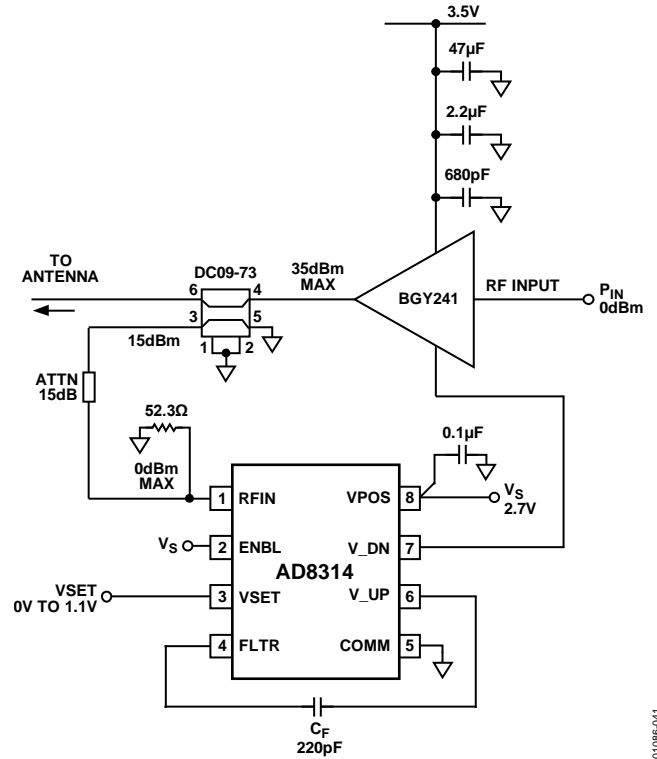 3.5V
47µF
2.2µF
680pF
TO
ANTENNA
DC09-73
35dBm
MAX
6
4
3
5
1
2
15dBm
BGY241
RF INPUT
PIN
0dBm
ATTN
15dB
52.3Ω
0dBm
MAX
0.1µF
1
RFIN
VPOS
8
VS
2.7V
VS
2
ENBL
V_DN
7
AD8314
VSET
0V TO 1.1V
3
VSET
V_UP
6
4
FLTR
COMM
5
CF
220pF
01086-041